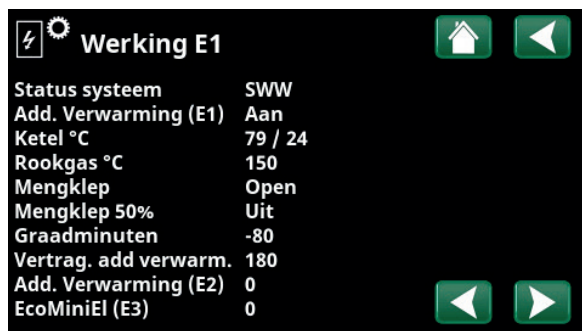 Werking E1
Status systeem SWW
Add. Verwarming (E1) Aan
Ketel °C 79 / 24
Rookgas °C 150
Mengklep Open
Mengklep 50% Uit
Graadminuten -80
Vertrag. add verwarm. 180
Add. Verwarming (E2) 0
EcoMiniEl (E3) 0